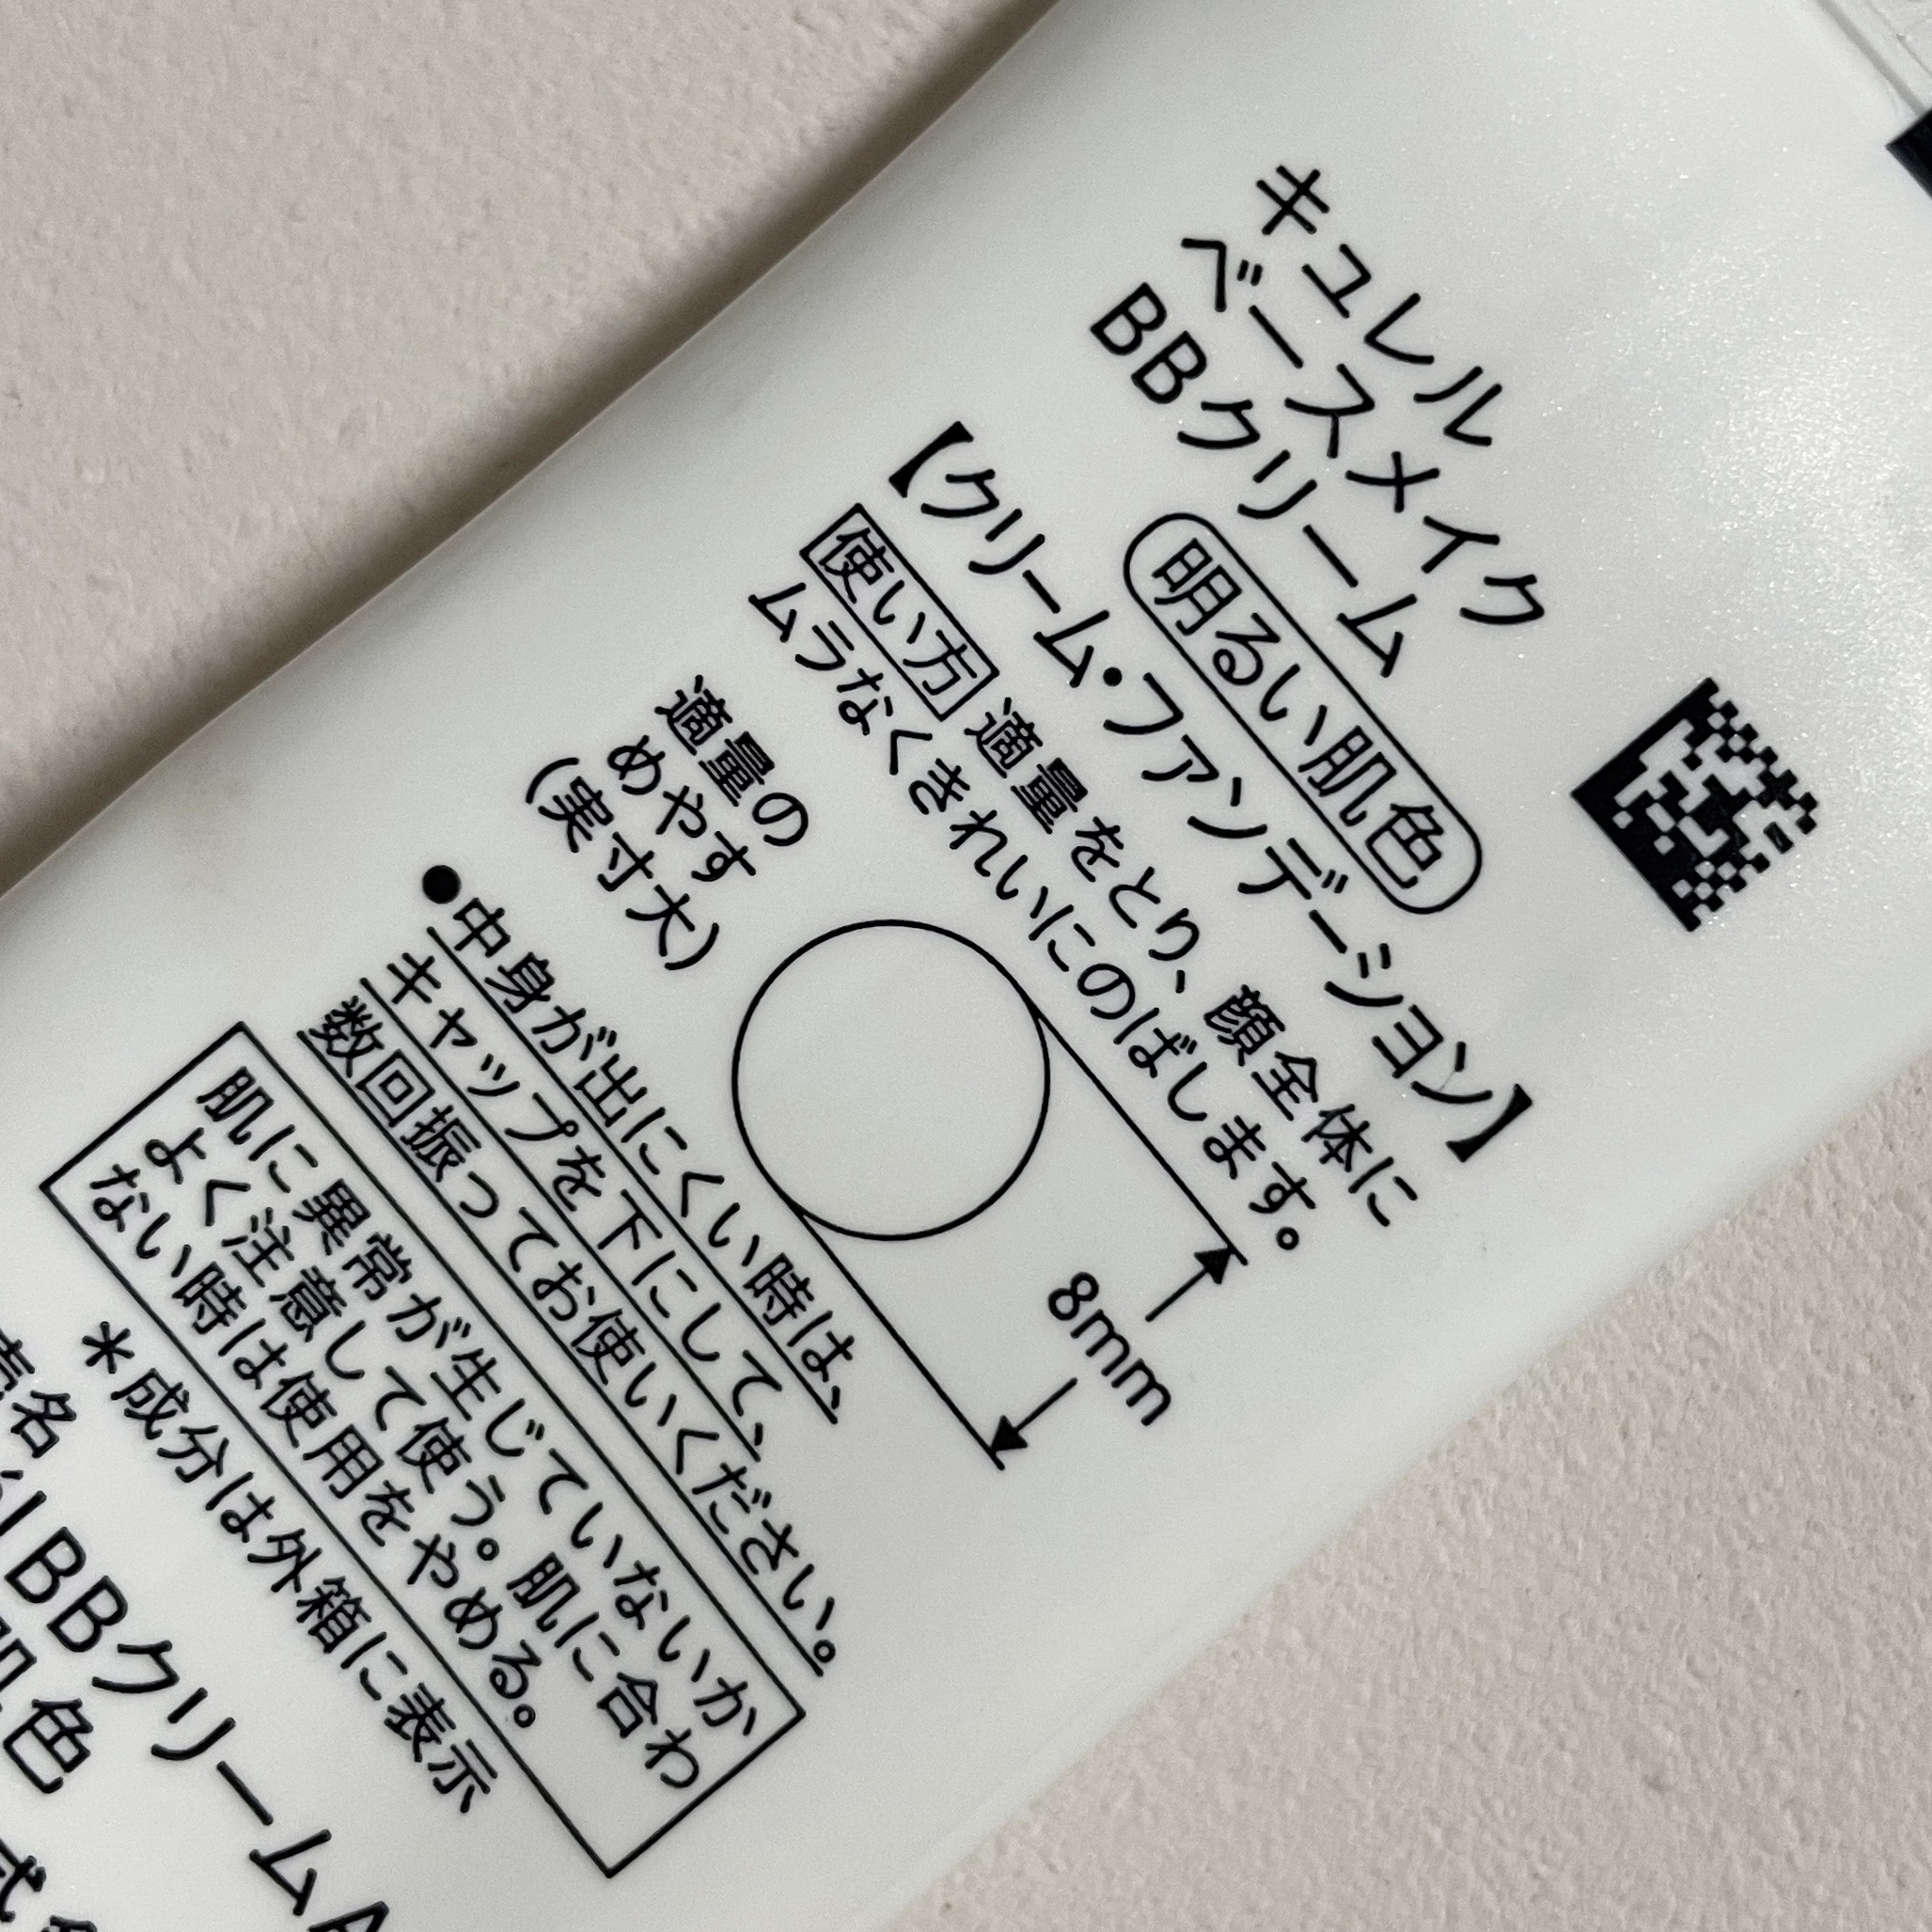 キュレル
ベースメイク
BBクリーム
明るい肌色
【クリーム・ファンデーション】
使い方 適量をとり、顔全体に
ムラなくきれいにのばします。
適量の
めやす
(実寸大)
8mm
●中身が出にくい時は、
キャップを下にして、
数回振ってお使いください。
肌に異常が生じていないか
よく注意して使う。肌に合わ
ない時は使用をやめる。
*成分は外箱に表示
名
BBクリームA
肌色
式